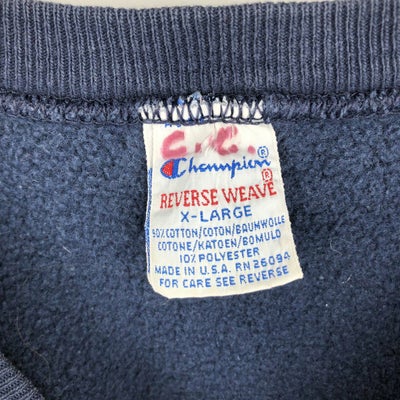 C.C.
Champion®
REVERSE WEAVE®
X-LARGE
90% COTTON/COTON/BAUMWOLLE
COTONE/KATOEN/BOMULD
10% POLYESTER
MADE IN U.S.A. RN 26094
FOR CARE SEE REVERSE